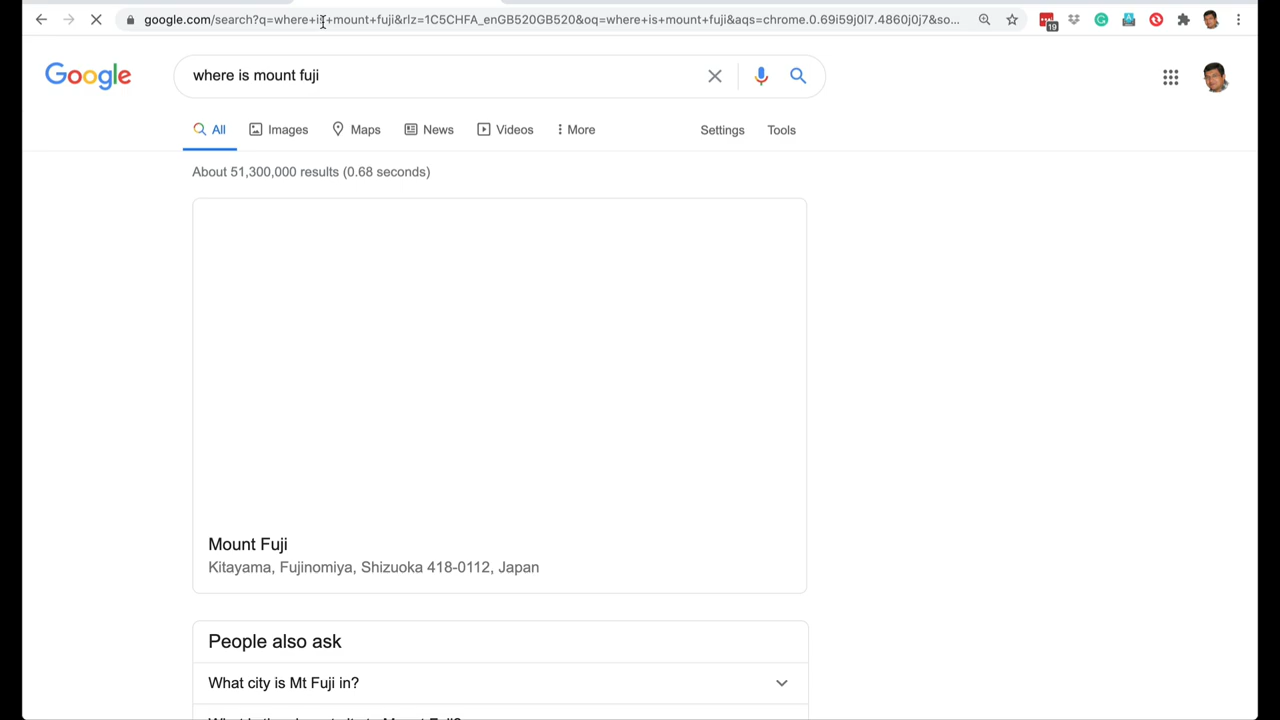 google.com/search?q=where+is+mount+fuji&rlz=1C5CHFA_enGB520GB520&oq=where+is+mount+fuji&aqs=chrome.0.69i59j0l7.4860j0j7&so...
19
Google
where is mount fuji
All Images Maps News Videos More Settings Tools
About 51,300,000 results (0.68 seconds)
Mount Fuji
Kitayama, Fujinomiya, Shizuoka 418-0112, Japan
People also ask
What city is Mt Fuji in?